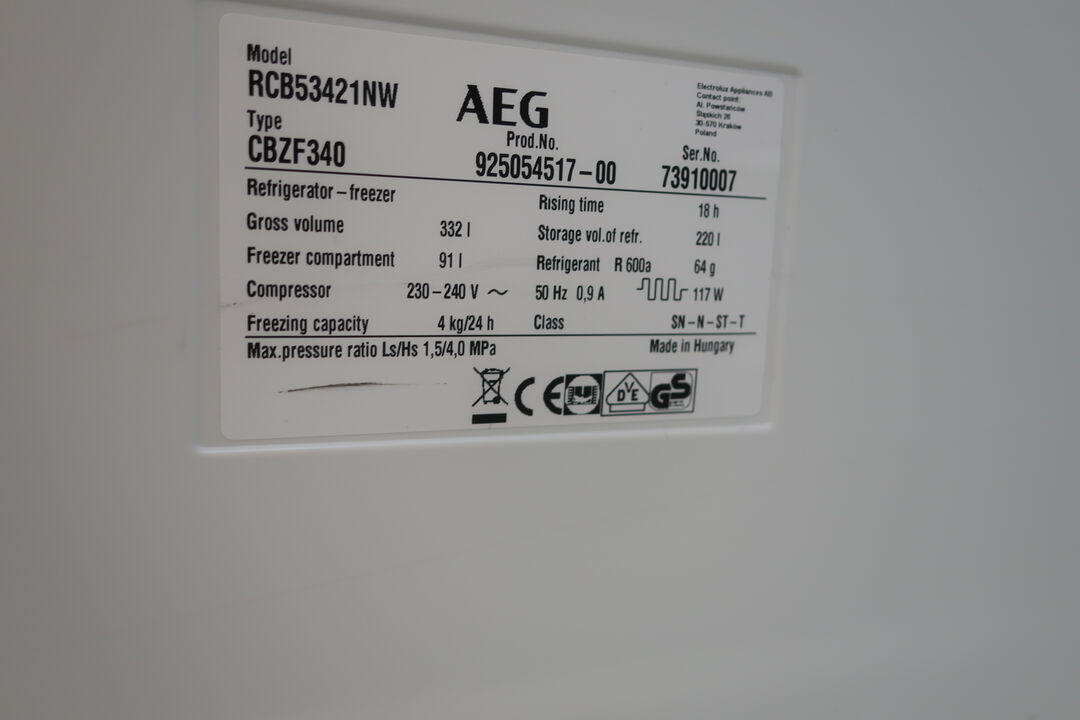 Model
RCB53421NW
Type
CBZF340
AEG
Prod.No.
925054517-00
Electrolux Appliances AB
Contact point:
Al. Powstańców
Śląskich 26
30-570 Kraków
Poland
Ser.No.
73910007
Refrigerator-freezer
Rising time 18 h
Gross volume 332 l
Storage vol.of refr. 220 l
Freezer compartment 91 l
Refrigerant R 600a 64 g
Compressor 230-240 V ~ 50 Hz 0,9 A 117 W
Freezing capacity 4 kg/24 h
Class SN-N-ST-T
Max.pressure ratio Ls/Hs 1,5/4,0 MPa
Made in Hungary
CE
DVE
GS